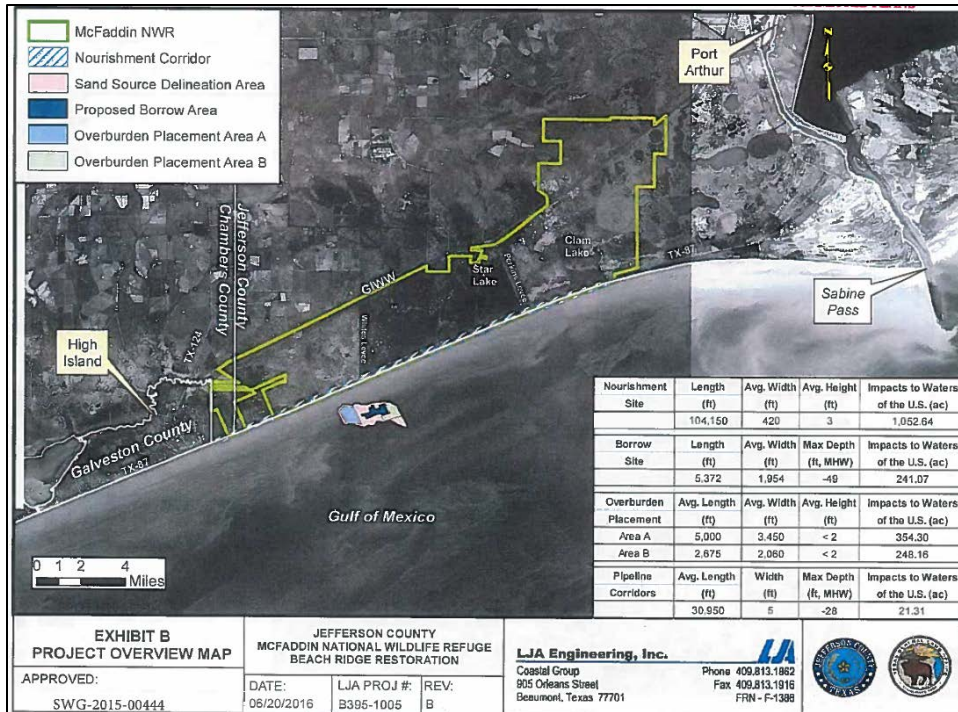 McFaddin NWR
Nourishment Corridor
Sand Source Delineation Area
Proposed Borrow Area
Overburden Placement Area A
Overburden Placement Area B
Port
Arthur
N
Jefferson County
Chambers County
GIWW
Star
Lake
Clam
Lake
TX-87
Sabine
Pass
High
Island
TX-124
Galveston County
TX-87
Gulf of Mexico
0 1 2 4
Miles
Nourishment Length Avg. Width Avg. Height Impacts to Waters
Site (ft) (ft) (ft) of the U.S. (ac)
104,150 420 3 1,052.64
Borrow Length Avg. Width Max Depth Impacts to Waters
Site (ft) (ft) (ft, MHW) of the U.S. (ac)
5,372 1,954 -49 241.07
Overburden Avg. Length Avg. Width Avg. Height Impacts to Waters
Placement (ft) (ft) (ft) of the U.S. (ac)
Area A 5,000 3,450 < 2 354.30
Area B 2,675 2,060 < 2 248.16
Pipeline Avg. Length Width Max Depth Impacts to Waters
Corridors (ft) (ft) (ft, MHW) of the U.S. (ac)
30,950 5 -28 21.31
EXHIBIT B
PROJECT OVERVIEW MAP
APPROVED:
SWG-2015-00444
JEFFERSON COUNTY
MCFADDIN NATIONAL WILDLIFE REFUGE
BEACH RIDGE RESTORATION
DATE: LJA PROJ #: REV:
06/20/2016 B395-1005 B
LJA Engineering, Inc.
LJA
Coastal Group Phone 409.813.1862
905 Orleans Street Fax 409.813.1916
Beaumont, Texas 77701 FRN - F-1386
JEFFERSON COUNTY
TEXAS